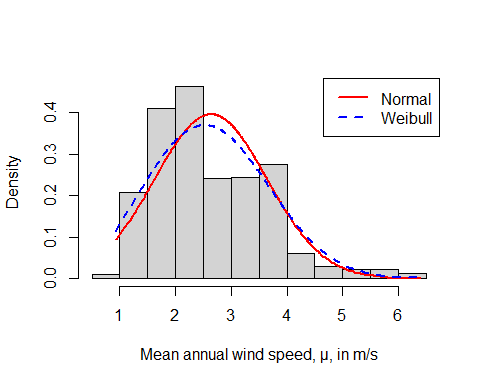 Normal
Weibull
Density
0.0
0.1
0.2
0.3
0.4
1 2 3 4 5 6
Mean annual wind speed, μ, in m/s